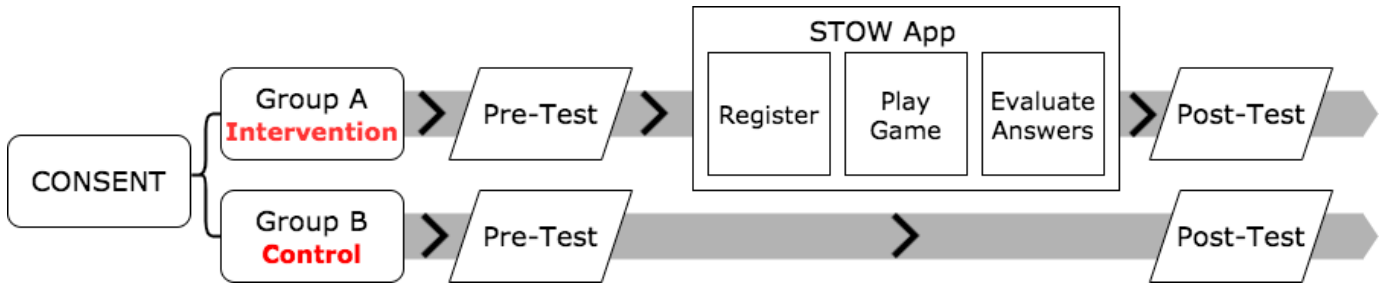 CONSENT
Group A
Intervention
Pre-Test
STOW App
Register
Play
Game
Evaluate
Answers
Post-Test
Group B
Control
Pre-Test
Post-Test